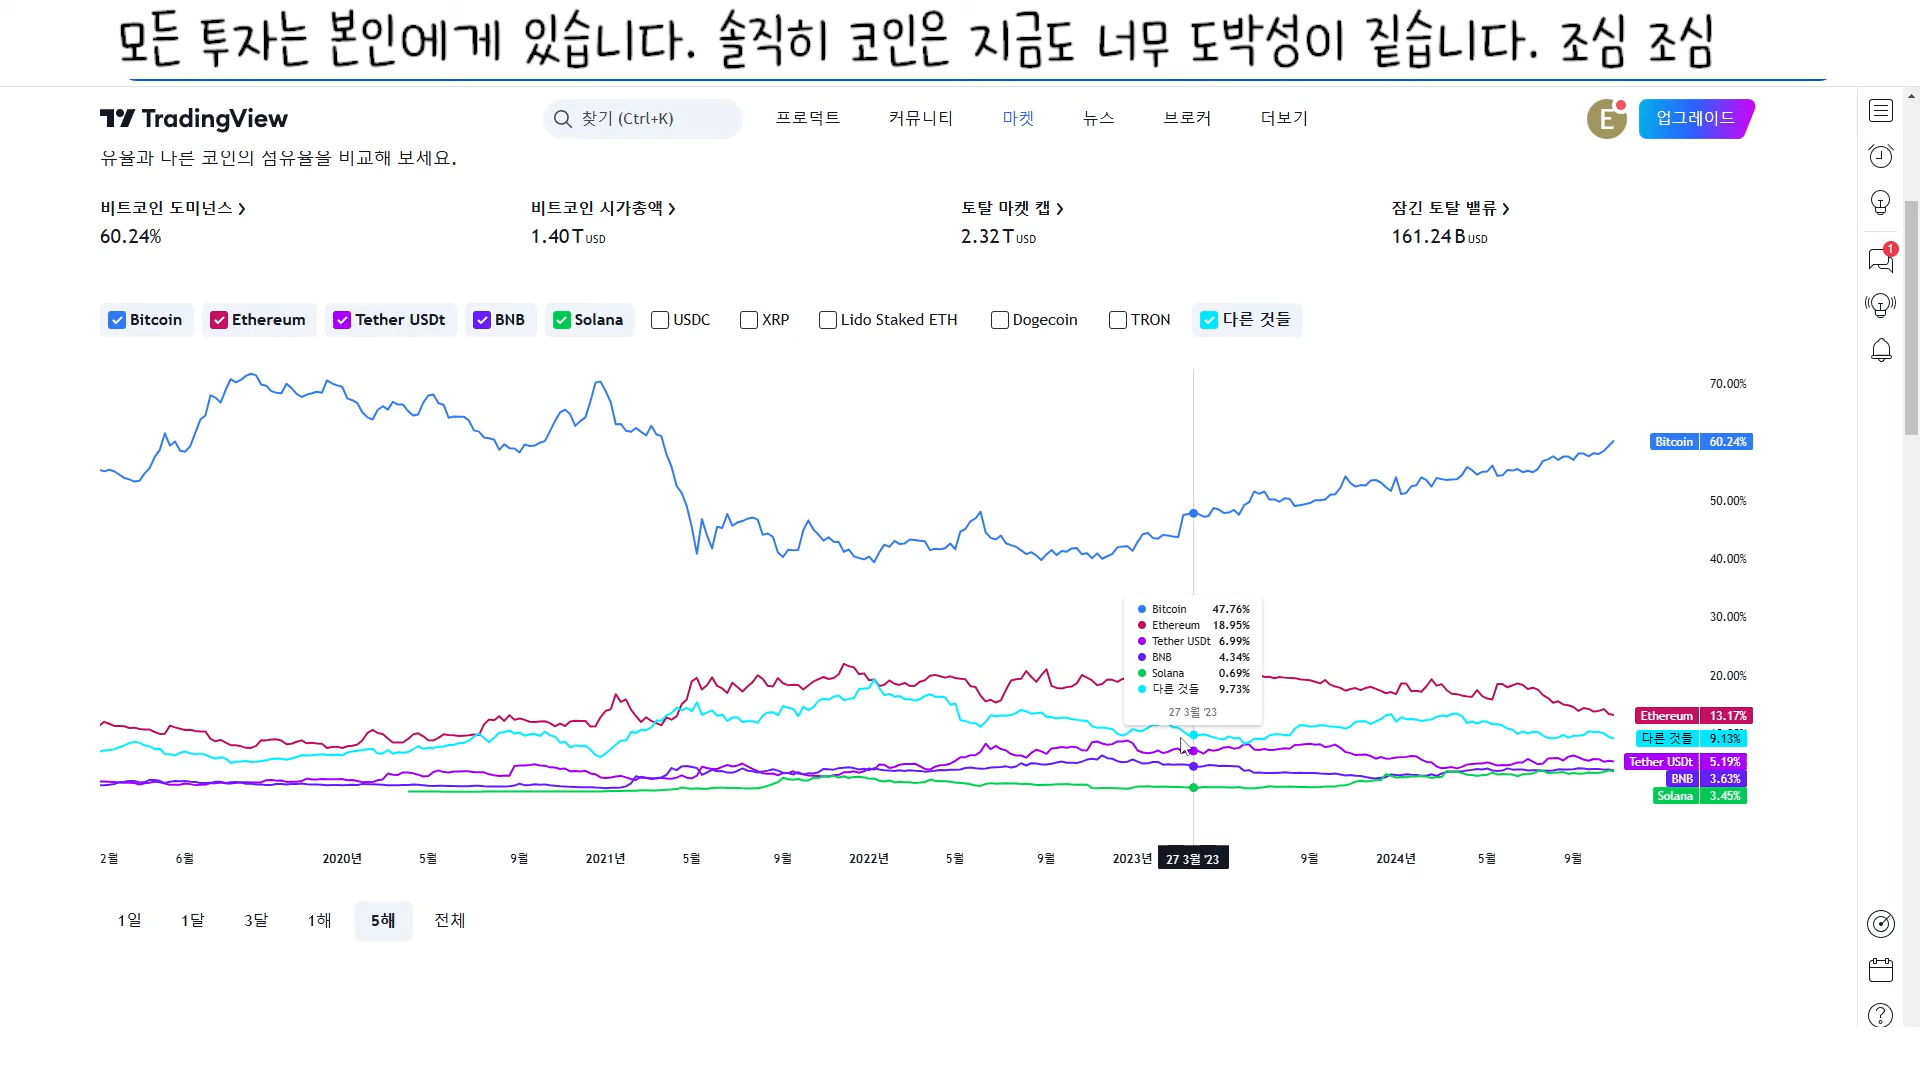 모든 투자는 본인에게 있습니다. 솔직히 코인은 지금도 너무 도박성이 짙습니다. 조심 조심
TradingView 찾기 (Ctrl+K) 프로덕트 커뮤니티 마켓 뉴스 브로커 더보기 E 업그레이드
유율과 다른 코인의 점유율을 비교해 보세요.
비트코인 도미넌스 비트코인 시가총액 토탈 마켓 캡 잠긴 토탈 밸류
60.24% 1.40 T USD 2.32 T USD 161.24 B USD
1
Bitcoin Ethereum Tether USDt BNB Solana USDC XRP Lido Staked ETH Dogecoin TRON 다른 것들
70.00%
Bitcoin 60.24%
50.00%
40.00%
30.00%
20.00%
Bitcoin 47.76%
Ethereum 18.95%
Tether USDt 6.99%
BNB 4.34%
Solana 0.69%
다른 것들 9.73%
27 3월 '23
Ethereum 13.17%
다른 것들 9.13%
Tether USDt 5.19%
BNB 3.63%
Solana 3.45%
2월 6월 2020년 5월 9월 2021년 5월 9월 2022년 5월 9월 2023년 27 3월 '23 9월 2024년 5월 9월
1일 1달 3달 1해 5해 전체